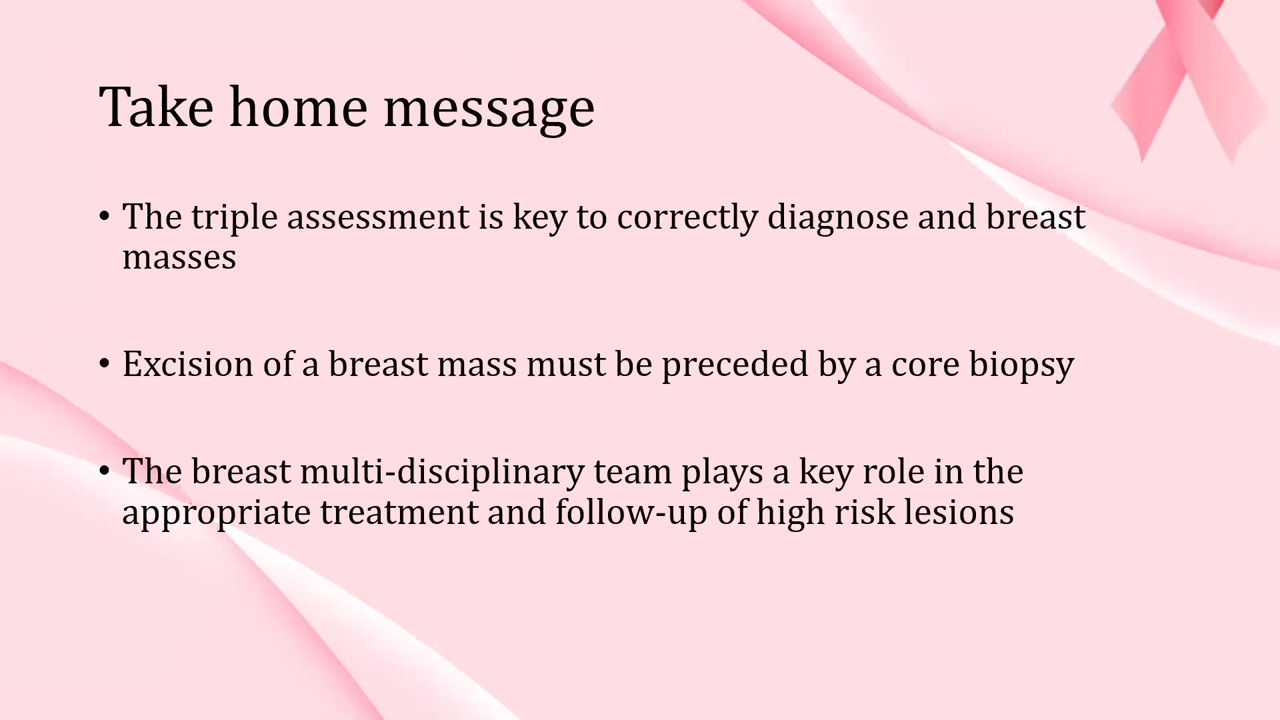 Take home message
• The triple assessment is key to correctly diagnose and breast
masses
• Excision of a breast mass must be preceded by a core biopsy
• The breast multi-disciplinary team plays a key role in the
appropriate treatment and follow-up of high risk lesions